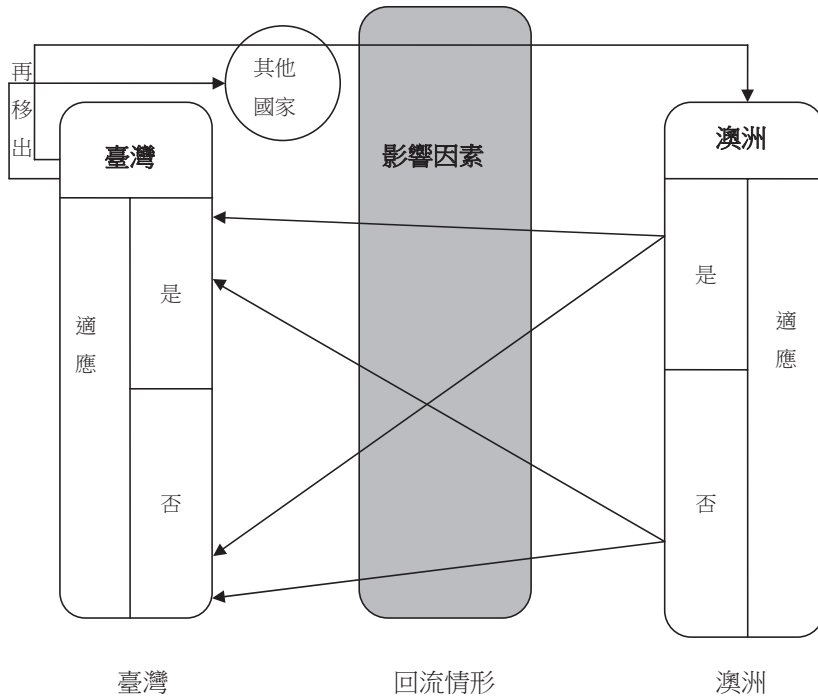 再移出
其他
國家
臺灣
影響因素
澳洲
適應
是
否
是
否
適應
臺灣
回流情形
澳洲